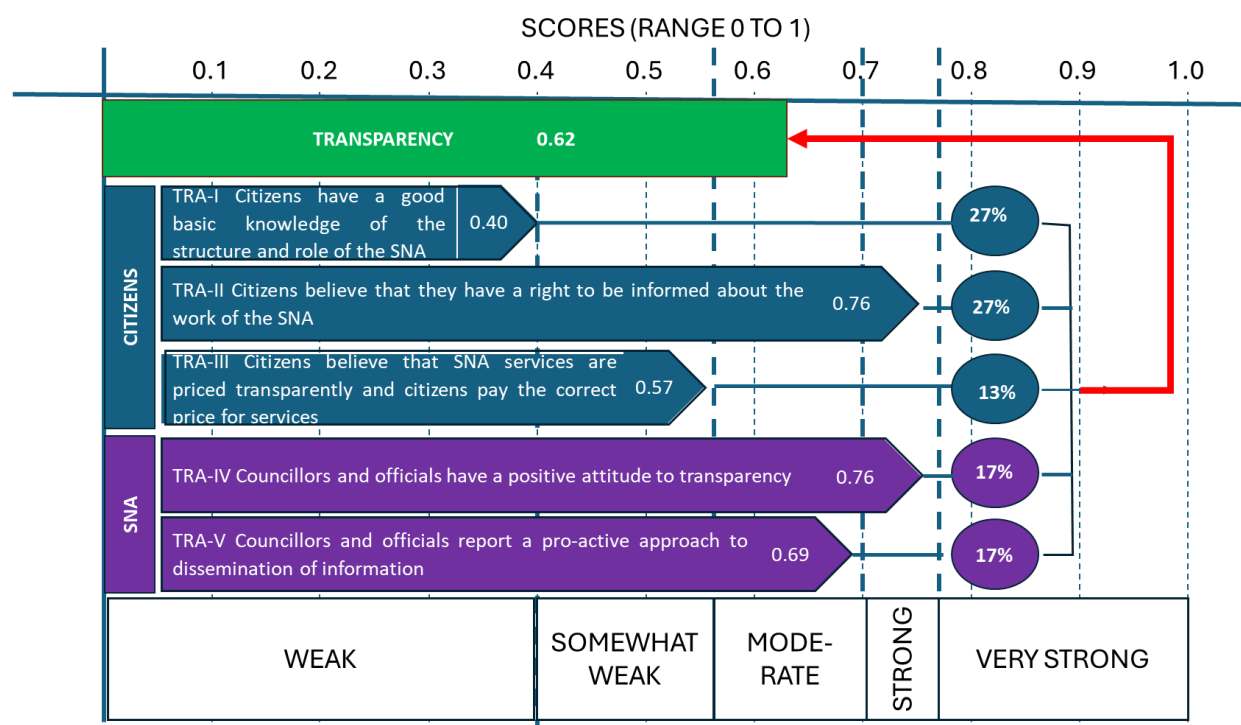 SCORES (RANGE 0 TO 1)
0.1 0.2 0.3 0.4 0.5 0.6 0.7 0.8 0.9 1.0
TRANSPARENCY 0.62
CITIZENS
TRA-I Citizens have a good
basic knowledge of the
structure and role of the SNA
0.40
27%
TRA-II Citizens believe that they have a right to be informed about the
work of the SNA
0.76
27%
TRA-III Citizens believe that SNA services are
priced transparently and citizens pay the correct
price for services
0.57
13%
SNA
TRA-IV Councillors and officials have a positive attitude to transparency
0.76
17%
TRA-V Councillors and officials report a pro-active approach to
dissemination of information
0.69
17%
WEAK
SOMEWHAT
WEAK
MODE-
RATE
STRONG
VERY STRONG